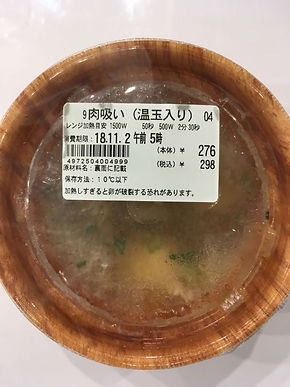 9肉吸い(温玉入り) 04
レンジ加熱目安 1500W 50秒 500W 2分30秒
消費期限:18.11. 2 午前 5時
(本体) ¥ 276
(税込) ¥ 298
4972504004999
原材料名:裏面に記載
保存方法:10℃以下
加熱しすぎると卵が破裂する恐れがあります。